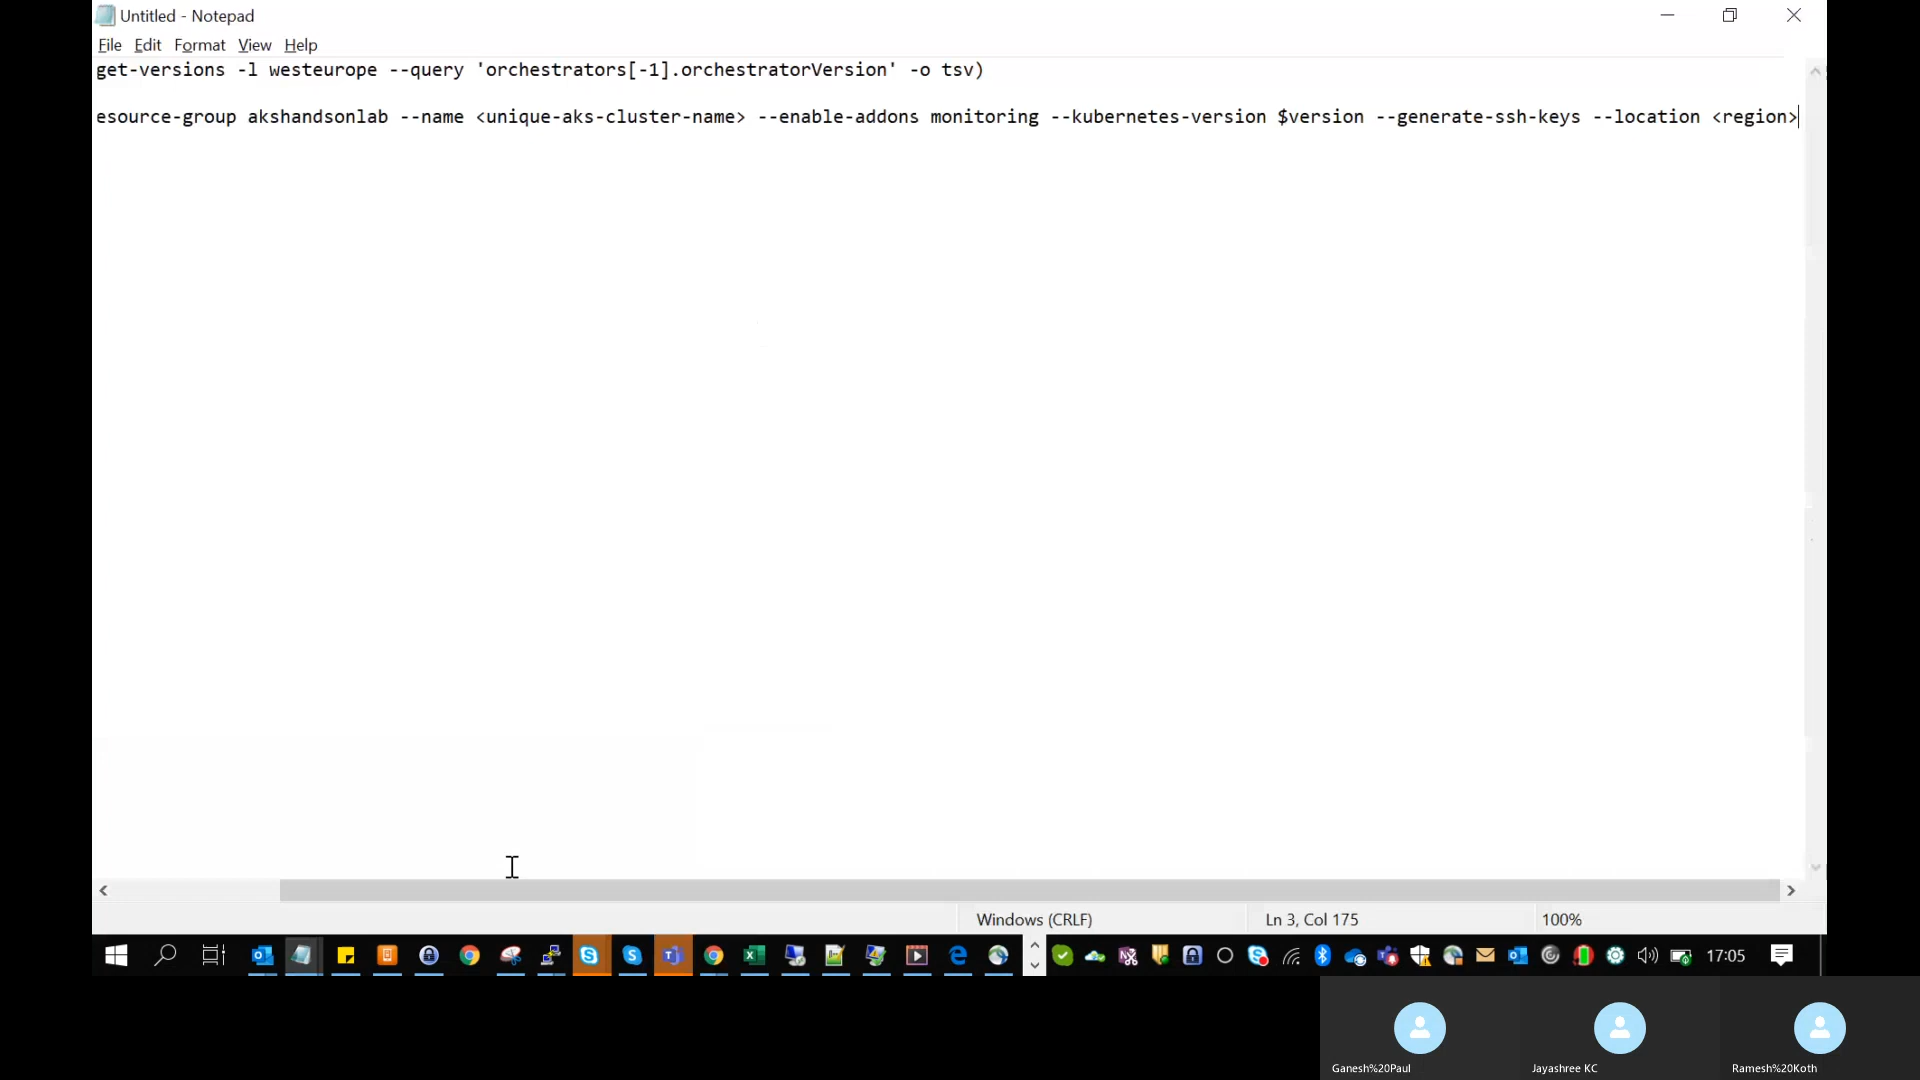 Untitled - Notepad
File Edit Format View Help
get-versions -l westeurope --query 'orchestrators[-1].orchestratorVersion' -o tsv)
esource-group akshandsonlab --name <unique-aks-cluster-name> --enable-addons monitoring --kubernetes-version $version --generate-ssh-keys --location <region>
Windows (CRLF) Ln 3, Col 175 100%
17:05
Ganesh%20Paul Jayashree KC Ramesh%20Koth